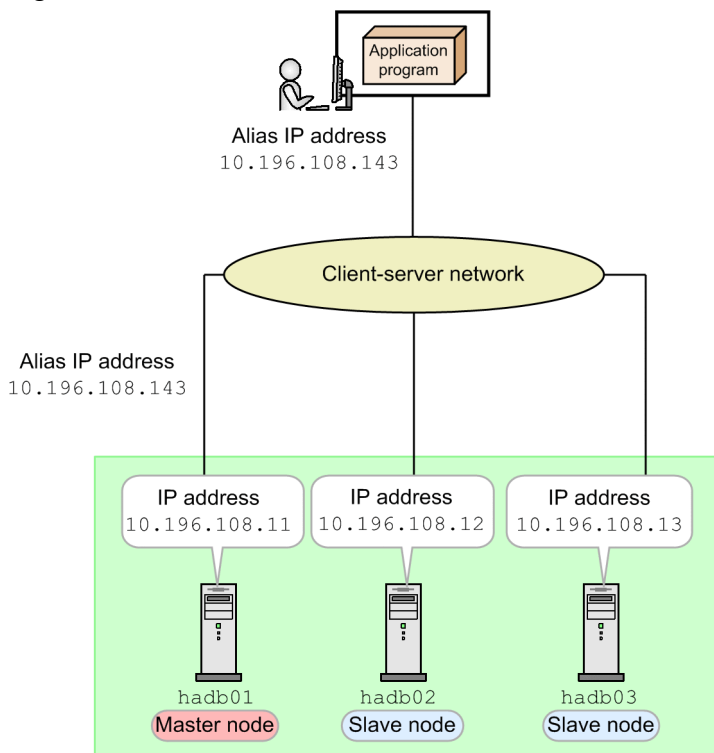 Application
program
Alias IP address
10.196.108.143
Client-server network
Alias IP address
10.196.108.143
IP address
10.196.108.11
IP address
10.196.108.12
IP address
10.196.108.13
hadb01
hadb02
hadb03
Master node
Slave node
Slave node